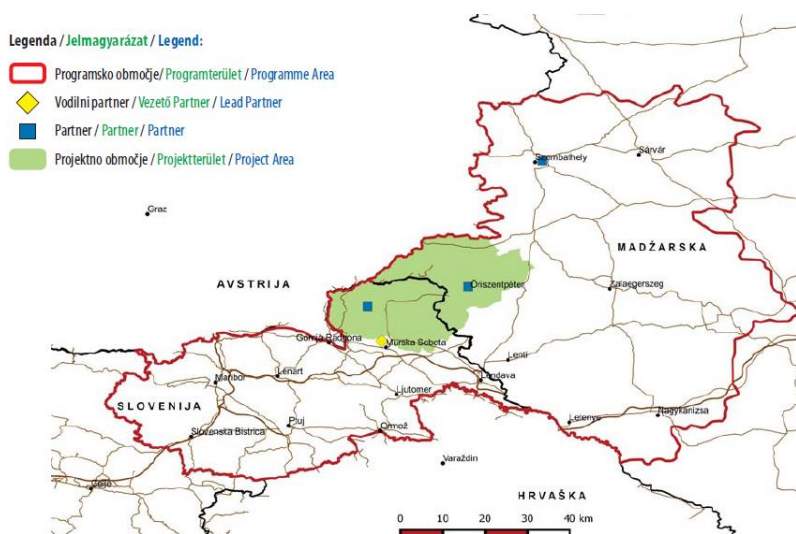 Legenda / Jelmagyarázat / Legend:
Programsko območje/ Programterület / Programme Area
Vodilni partner / Vezető Partner / Lead Partner
Partner / Partner / Partner
Projektno območje / Projektterület / Project Area
Szombathely
Sárvár
Graz
MADŽARSKA
AVSTRIJA
Őriszentpéter
Zalaegerszeg
Gornja Radgona
Murska Sobota
Lenti
Lenart
Maribor
Lendava
Ljutomer
SLOVENIJA
Ptuj
Letenye
Nagykanizsa
Slovenska Bistrica
Ormož
Varaždin
Celje
HRVAŠKA
0 10 20 30 40 km